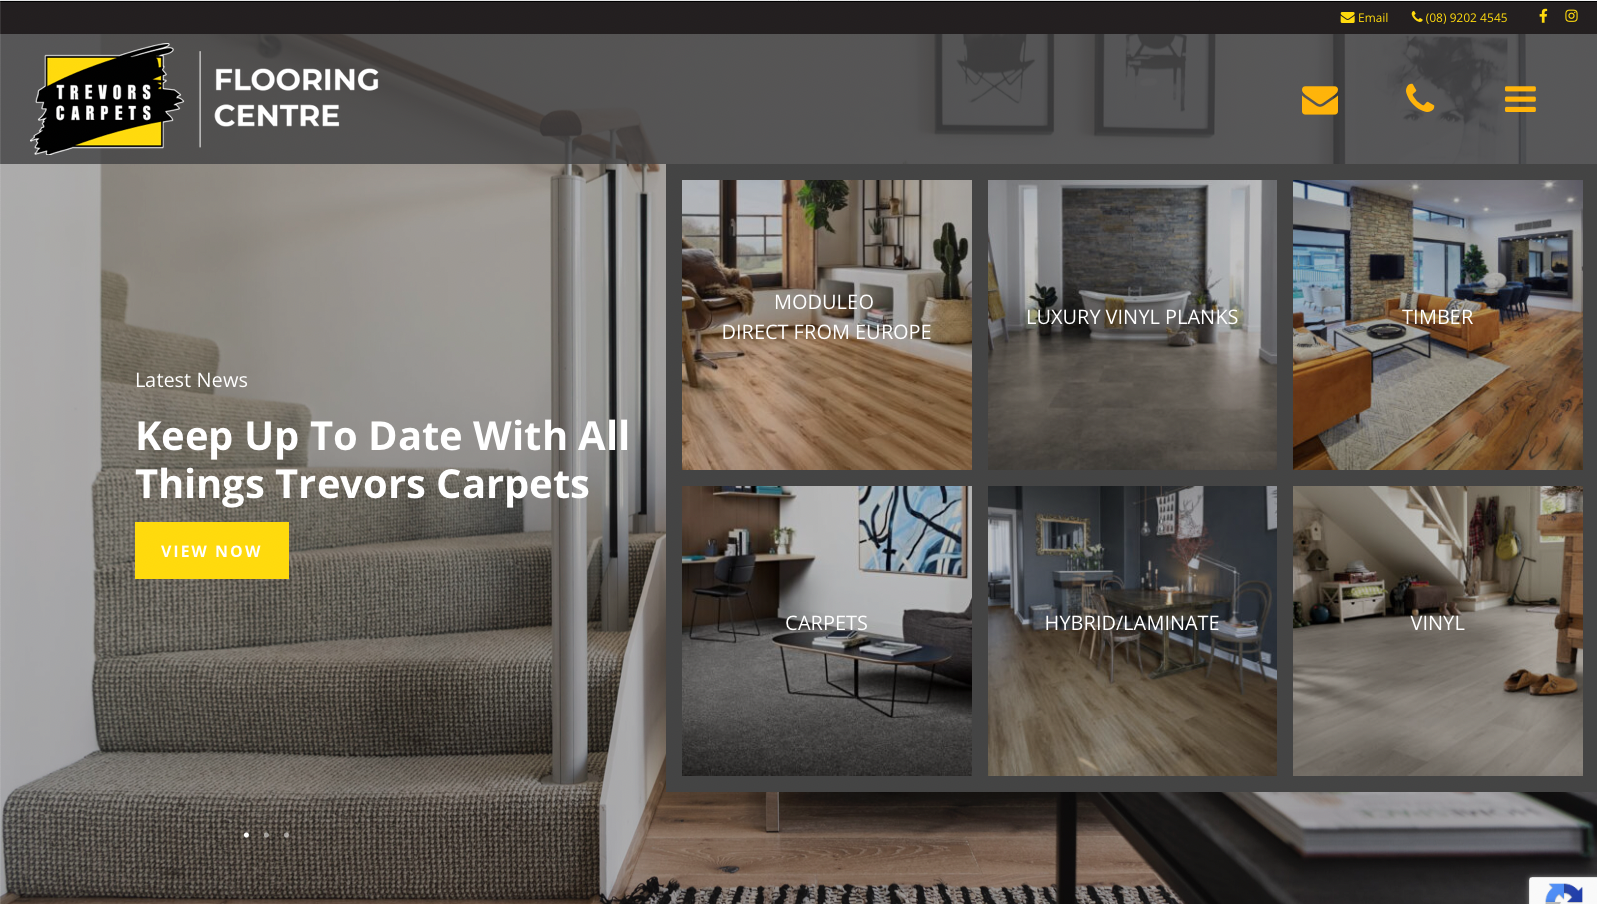 Email
(08) 9202 4545
TREVORS
CARPETS
FLOORING
CENTRE
MODULEO
DIRECT FROM EUROPE
LUXURY VINYL PLANKS
TIMBER
Latest News
Keep Up To Date With All
Things Trevors Carpets
VIEW NOW
CARPETS
HYBRID/LAMINATE
VINYL